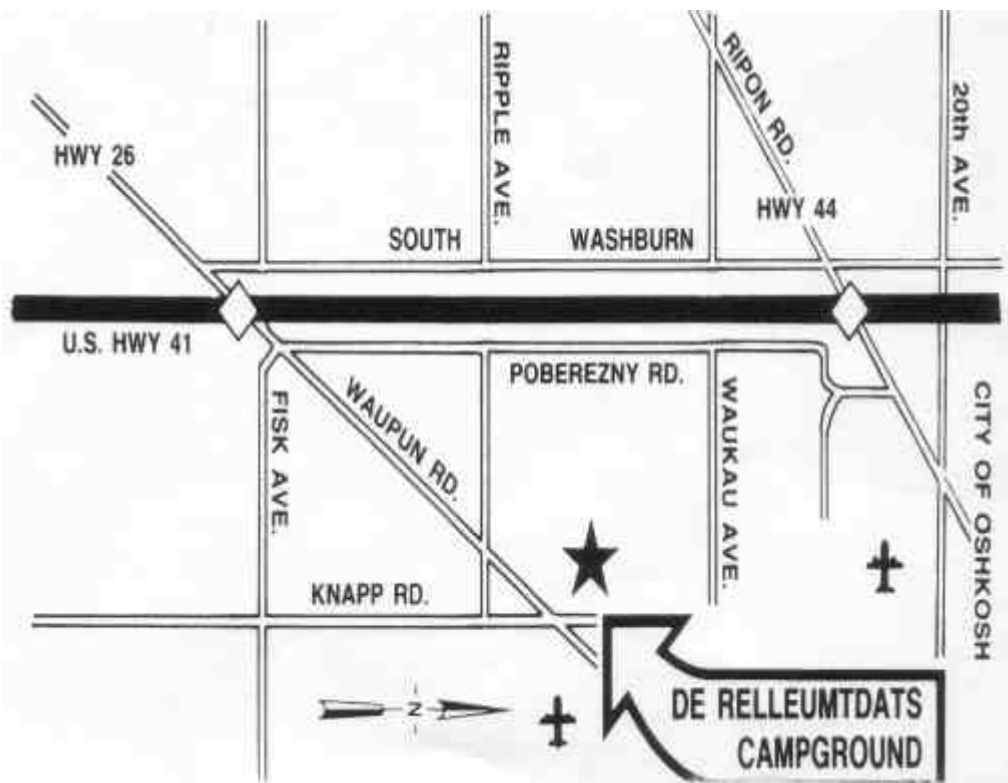 RIPPLE AVE.
RIPON RD.
20th AVE.
HWY 26
HWY 44
SOUTH WASHBURN
U.S. HWY 41
POBEREZNY RD.
FISK AVE.
WAUPUN RD.
WAUKAU AVE.
CITY OF OSHKOSH
KNAPP RD.
N
DE RELLEUMTDATS
CAMPGROUND